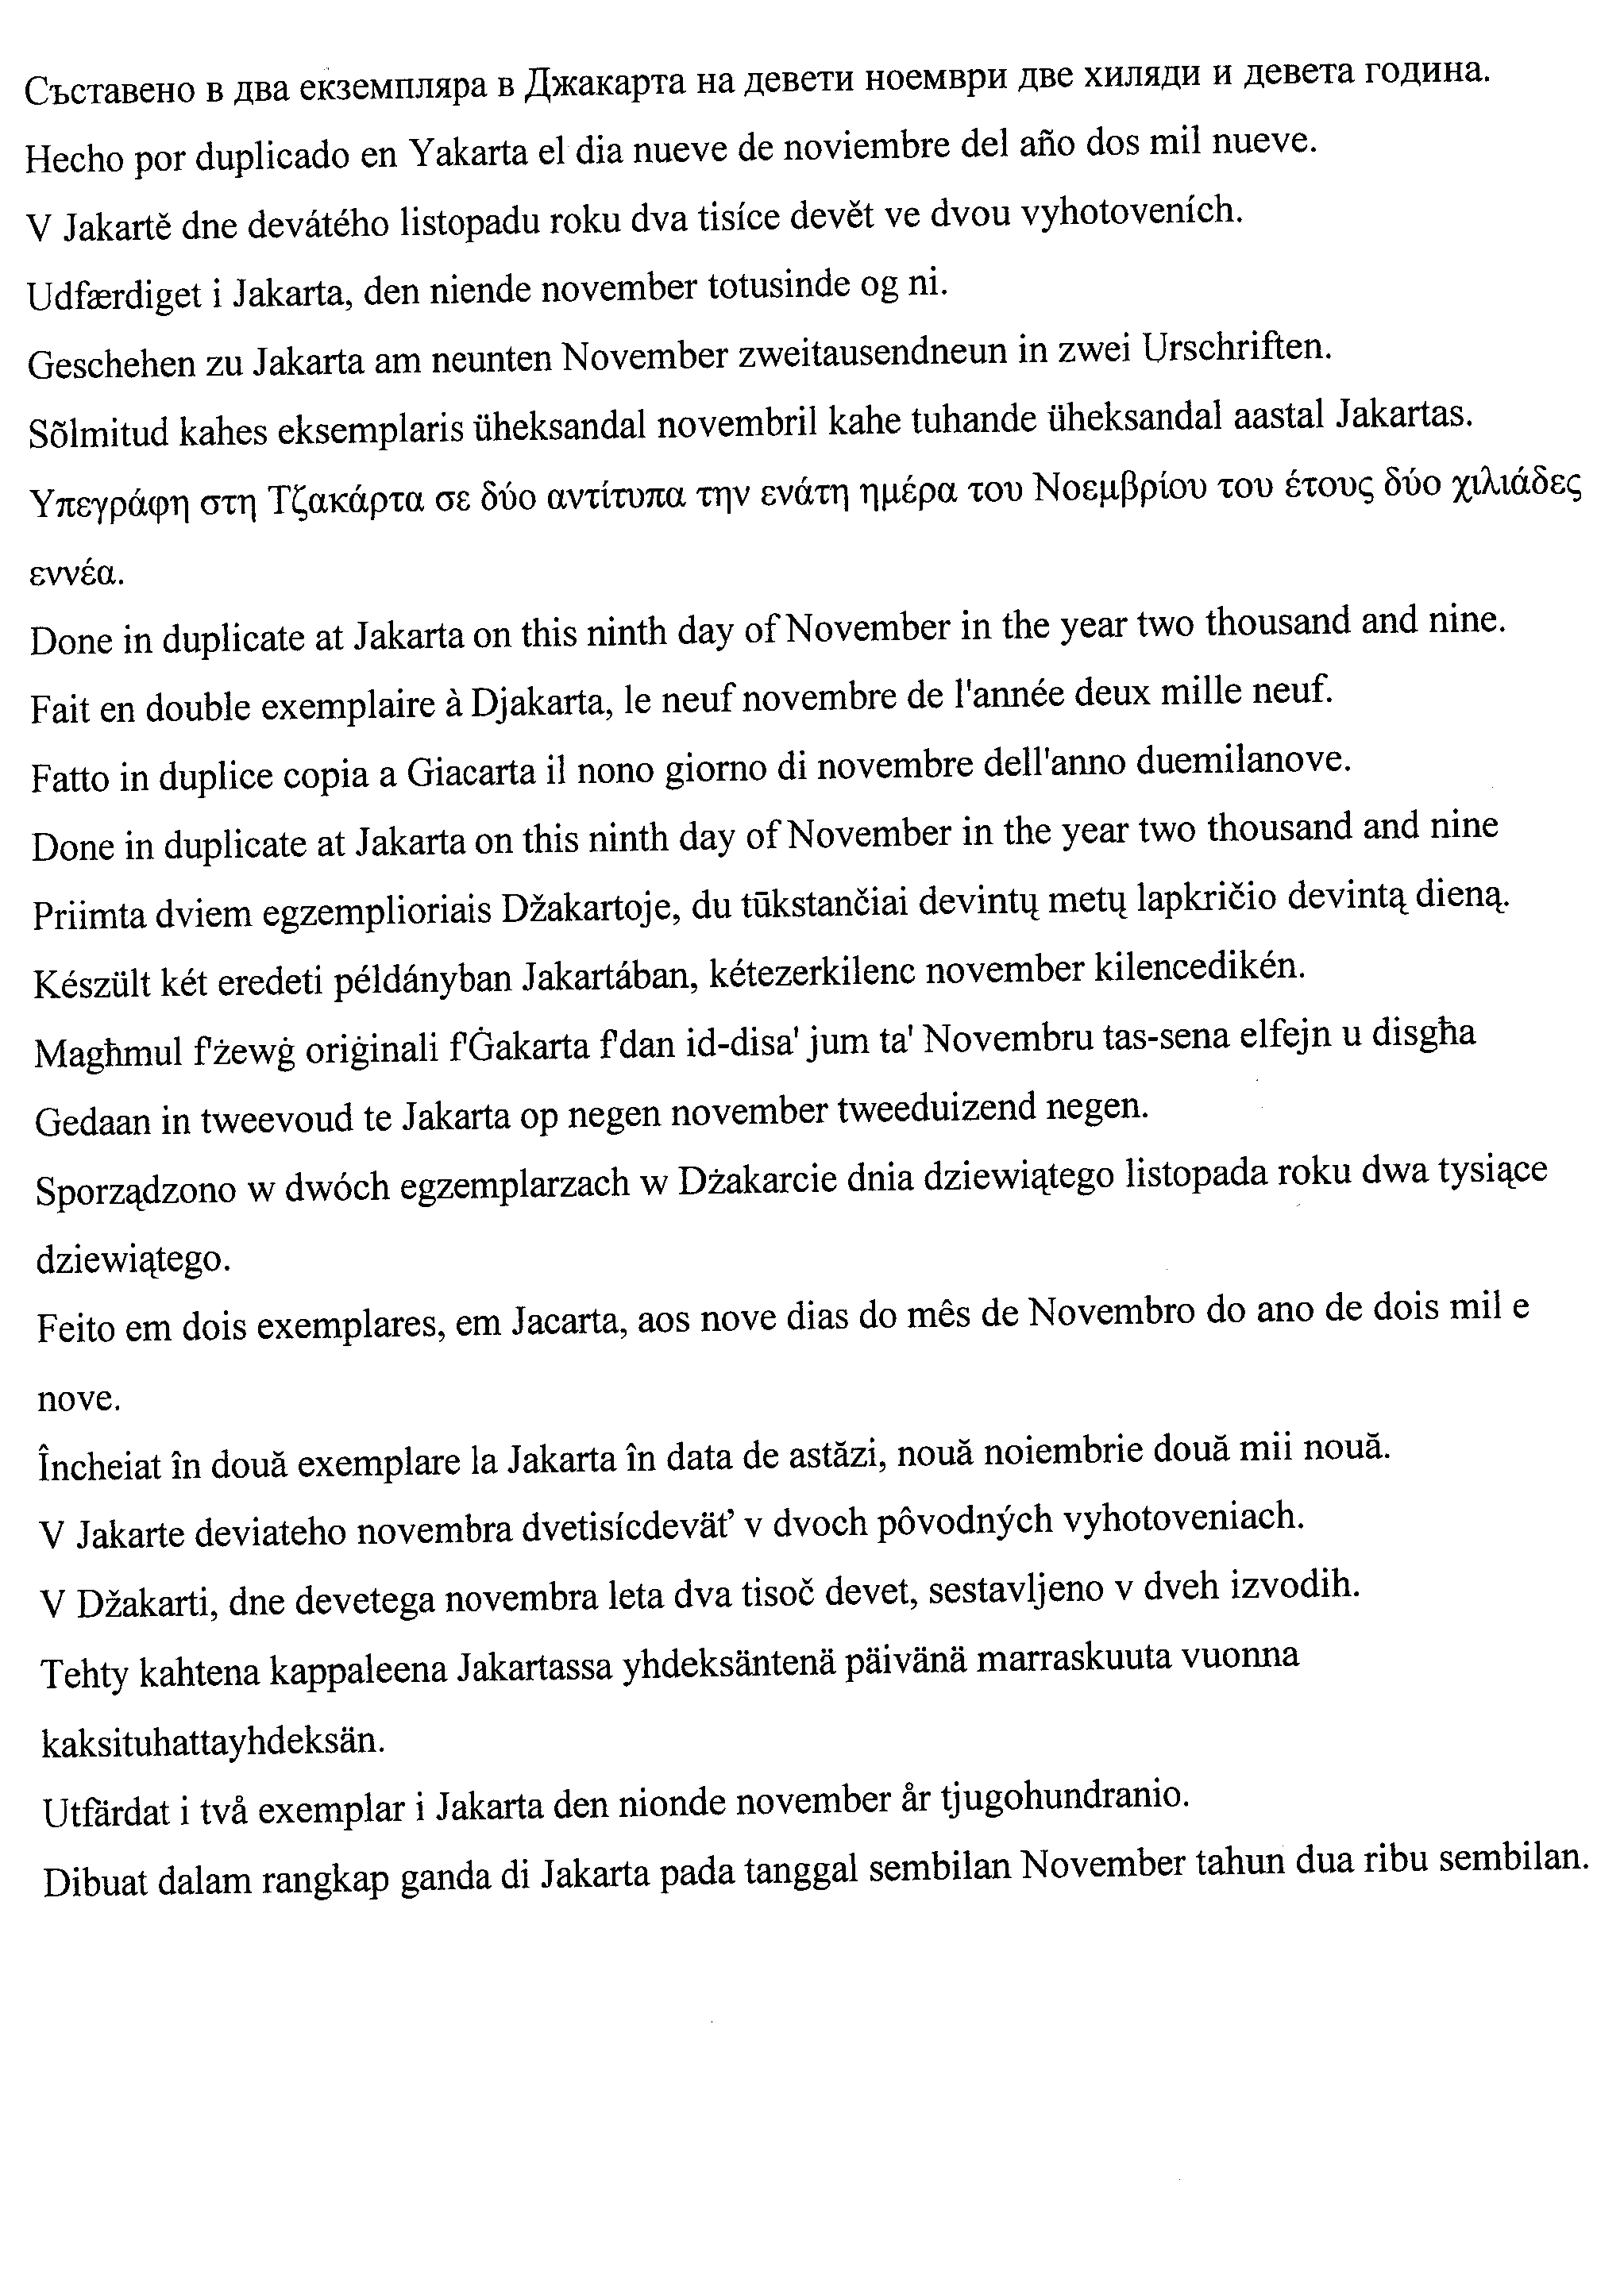 Съставено в два екземпляра в Джакарта на девети ноември две хиляди и девета година.
Hecho por duplicado en Yakarta el dia nueve de noviembre del año dos mil nueve.
V Jakartě dne devátého listopadu roku dva tisíce devět ve dvou vyhotoveních.
Udfærdiget i Jakarta, den niende november totusinde og ni.
Geschehen zu Jakarta am neunten November zweitausendneun in zwei Urschriften.
Sõlmitud kahes eksemplaris üheksandal novembril kahe tuhande üheksandal aastal Jakartas.
Υπεγράφη στη Τζακάρτα σε δύο αντίτυπα την ενάτη ημέρα του Νοεμβρίου του έτους δύο χιλιάδες
εννέα.
Done in duplicate at Jakarta on this ninth day of November in the year two thousand and nine.
Fait en double exemplaire à Djakarta, le neuf novembre de l'année deux mille neuf.
Fatto in duplice copia a Giacarta il nono giorno di novembre dell'anno duemilanove.
Done in duplicate at Jakarta on this ninth day of November in the year two thousand and nine
Priimta dviem egzemplioriais Džakartoje, du tūkstančiai devintų metų lapkričio devintą dieną.
Készült két eredeti példányban Jakartában, kétezerkilenc november kilencedikén.
Magħmul f'żewġ oriġinali f'Ġakarta f'dan id-disa' jum ta' Novembru tas-sena elfejn u disgħa
Gedaan in tweevoud te Jakarta op negen november tweeduizend negen.
Sporządzono w dwóch egzemplarzach w Dżakarcie dnia dziewiątego listopada roku dwa tysiące
dziewiątego.
Feito em dois exemplares, em Jacarta, aos nove dias do mês de Novembro do ano de dois mil e
nove.
Încheiat în două exemplare la Jakarta în data de astăzi, nouă noiembrie două mii nouă.
V Jakarte deviateho novembra dvetisícdeväť v dvoch pôvodných vyhotoveniach.
V Džakarti, dne devetega novembra leta dva tisoč devet, sestavljeno v dveh izvodih.
Tehty kahtena kappaleena Jakartassa yhdeksäntenä päivänä marraskuuta vuonna
kaksituhattayhdeksän.
Utfärdat i två exemplar i Jakarta den nionde november år tjugohundranio.
Dibuat dalam rangkap ganda di Jakarta pada tanggal sembilan November tahun dua ribu sembilan.